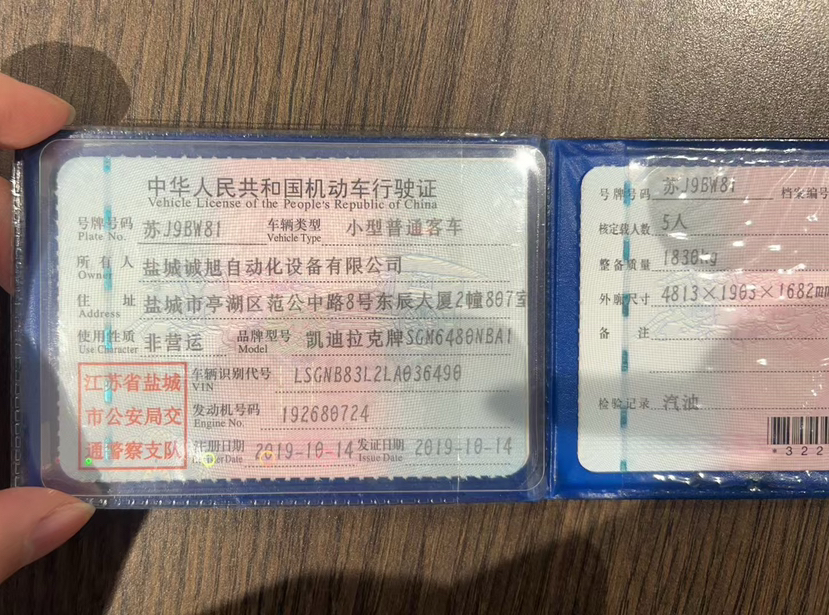 中华人民共和国机动车行驶证
Vehicle License of the People's Republic of China
号牌号码 苏J9BW81 车辆类型 小型普通客车
Plate No. Vehicle Type
所有人 盐城诚旭自动化设备有限公司
Owner
住址 盐城市亭湖区范公中路8号东辰大厦2幢807室
Address
使用性质 非营运 品牌型号 凯迪拉克牌SGM6480NBA1
Use Character Model
江苏省盐城
市公安局交
通警察支队
车辆识别代号 LSGNB83L2LA036490
VIN
发动机号码 192680724
Engine No.
注册日期 2019-10-14 发证日期 2019-10-14
Issue Date
号牌号码 苏J9BW81 档案编号
核定载人数 5人
整备质量 1830kg
外廓尺寸 4813×1903×1682mm
备注
检验记录 汽油
*322